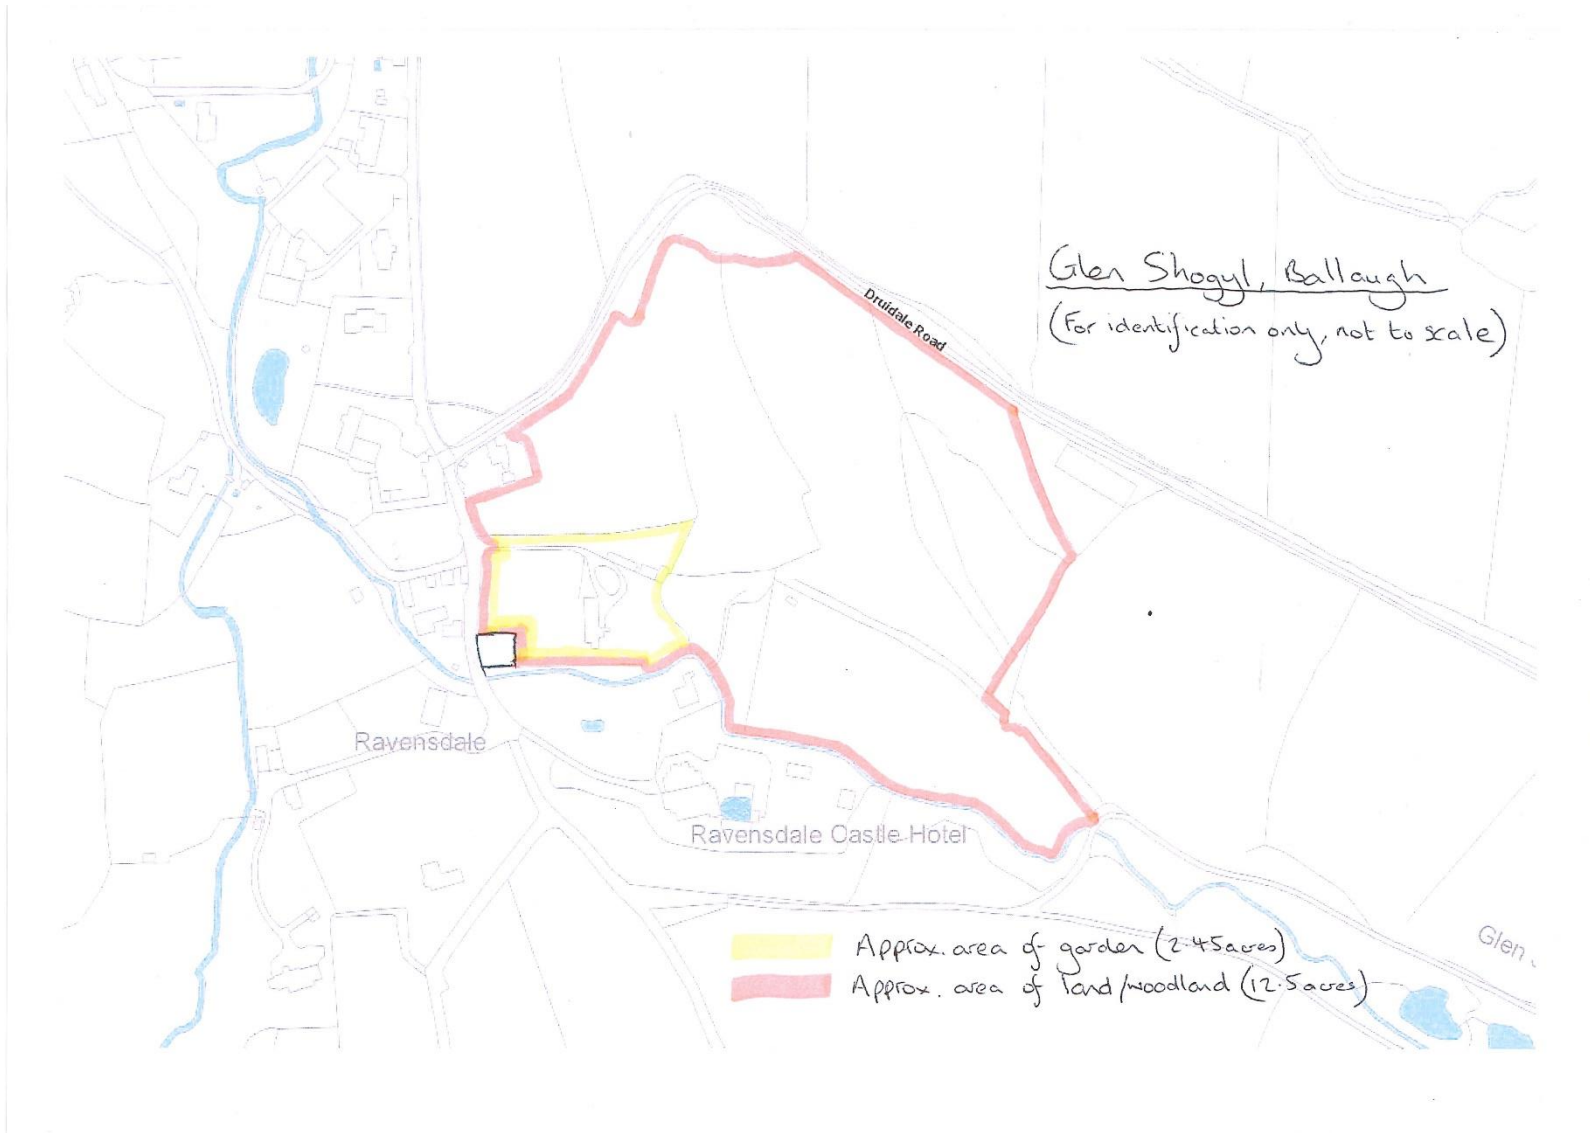 Glen Shogyl, Ballaugh
(For identification only, not to scale)
Druidale Road
Ravensdale
Ravensdale Castle Hotel
Glen
Approx. area of garden (2.45acres)
Approx. area of land/woodland (12.5acres)